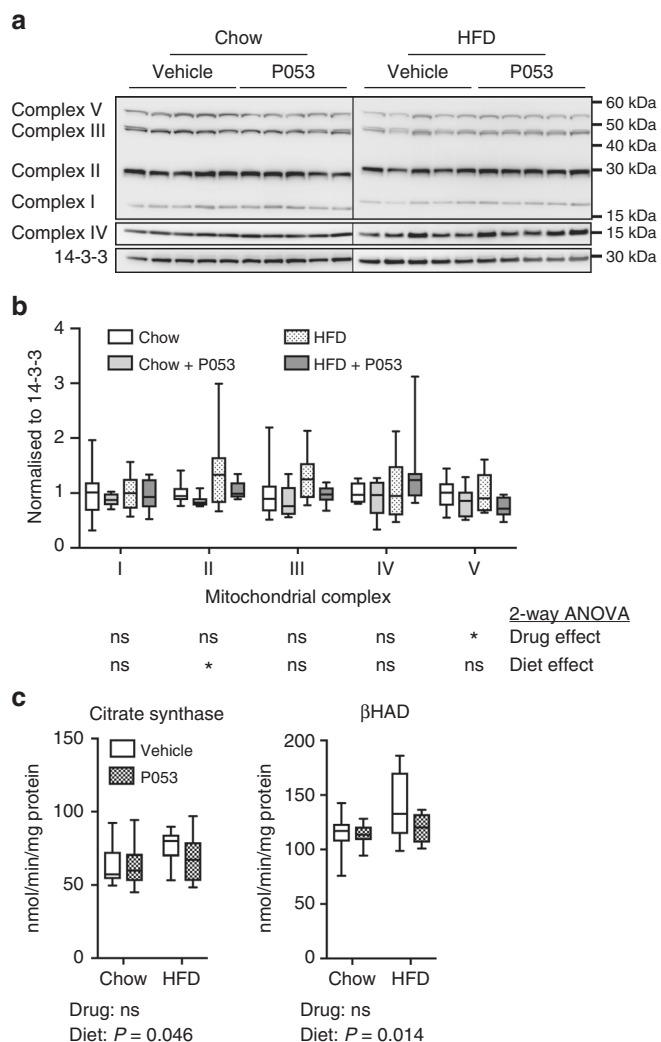 a
Chow HFD
Vehicle P053 Vehicle P053
Complex V
Complex III
Complex II
Complex I
Complex IV
14-3-3
60 kDa
50 kDa
40 kDa
30 kDa
15 kDa
15 kDa
30 kDa
b
Normalised to 14-3-3
4
3
2
1
0
Chow HFD
Chow + P053 HFD + P053
I II III IV V
Mitochondrial complex
2-way ANOVA
ns ns ns ns * Drug effect
ns * ns ns ns Diet effect
c
Citrate synthase
nmol/min/mg protein
150
100
50
0
Vehicle
P053
Chow HFD
Drug: ns
Diet: P = 0.046
βHAD
nmol/min/mg protein
200
150
100
50
0
Chow HFD
Drug: ns
Diet: P = 0.014